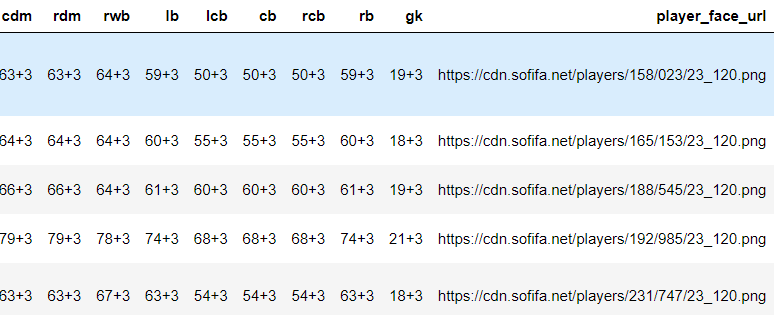 cdm rdm rwb lb lcb cb rcb rb gk player_face_url
63+3 63+3 64+3 59+3 50+3 50+3 50+3 59+3 19+3 https://cdn.sofifa.net/players/158/023/23_120.png
64+3 64+3 64+3 60+3 55+3 55+3 55+3 60+3 18+3 https://cdn.sofifa.net/players/165/153/23_120.png
66+3 66+3 64+3 61+3 60+3 60+3 60+3 61+3 19+3 https://cdn.sofifa.net/players/188/545/23_120.png
79+3 79+3 78+3 74+3 68+3 68+3 68+3 74+3 21+3 https://cdn.sofifa.net/players/192/985/23_120.png
63+3 63+3 67+3 63+3 54+3 54+3 54+3 63+3 18+3 https://cdn.sofifa.net/players/231/747/23_120.png